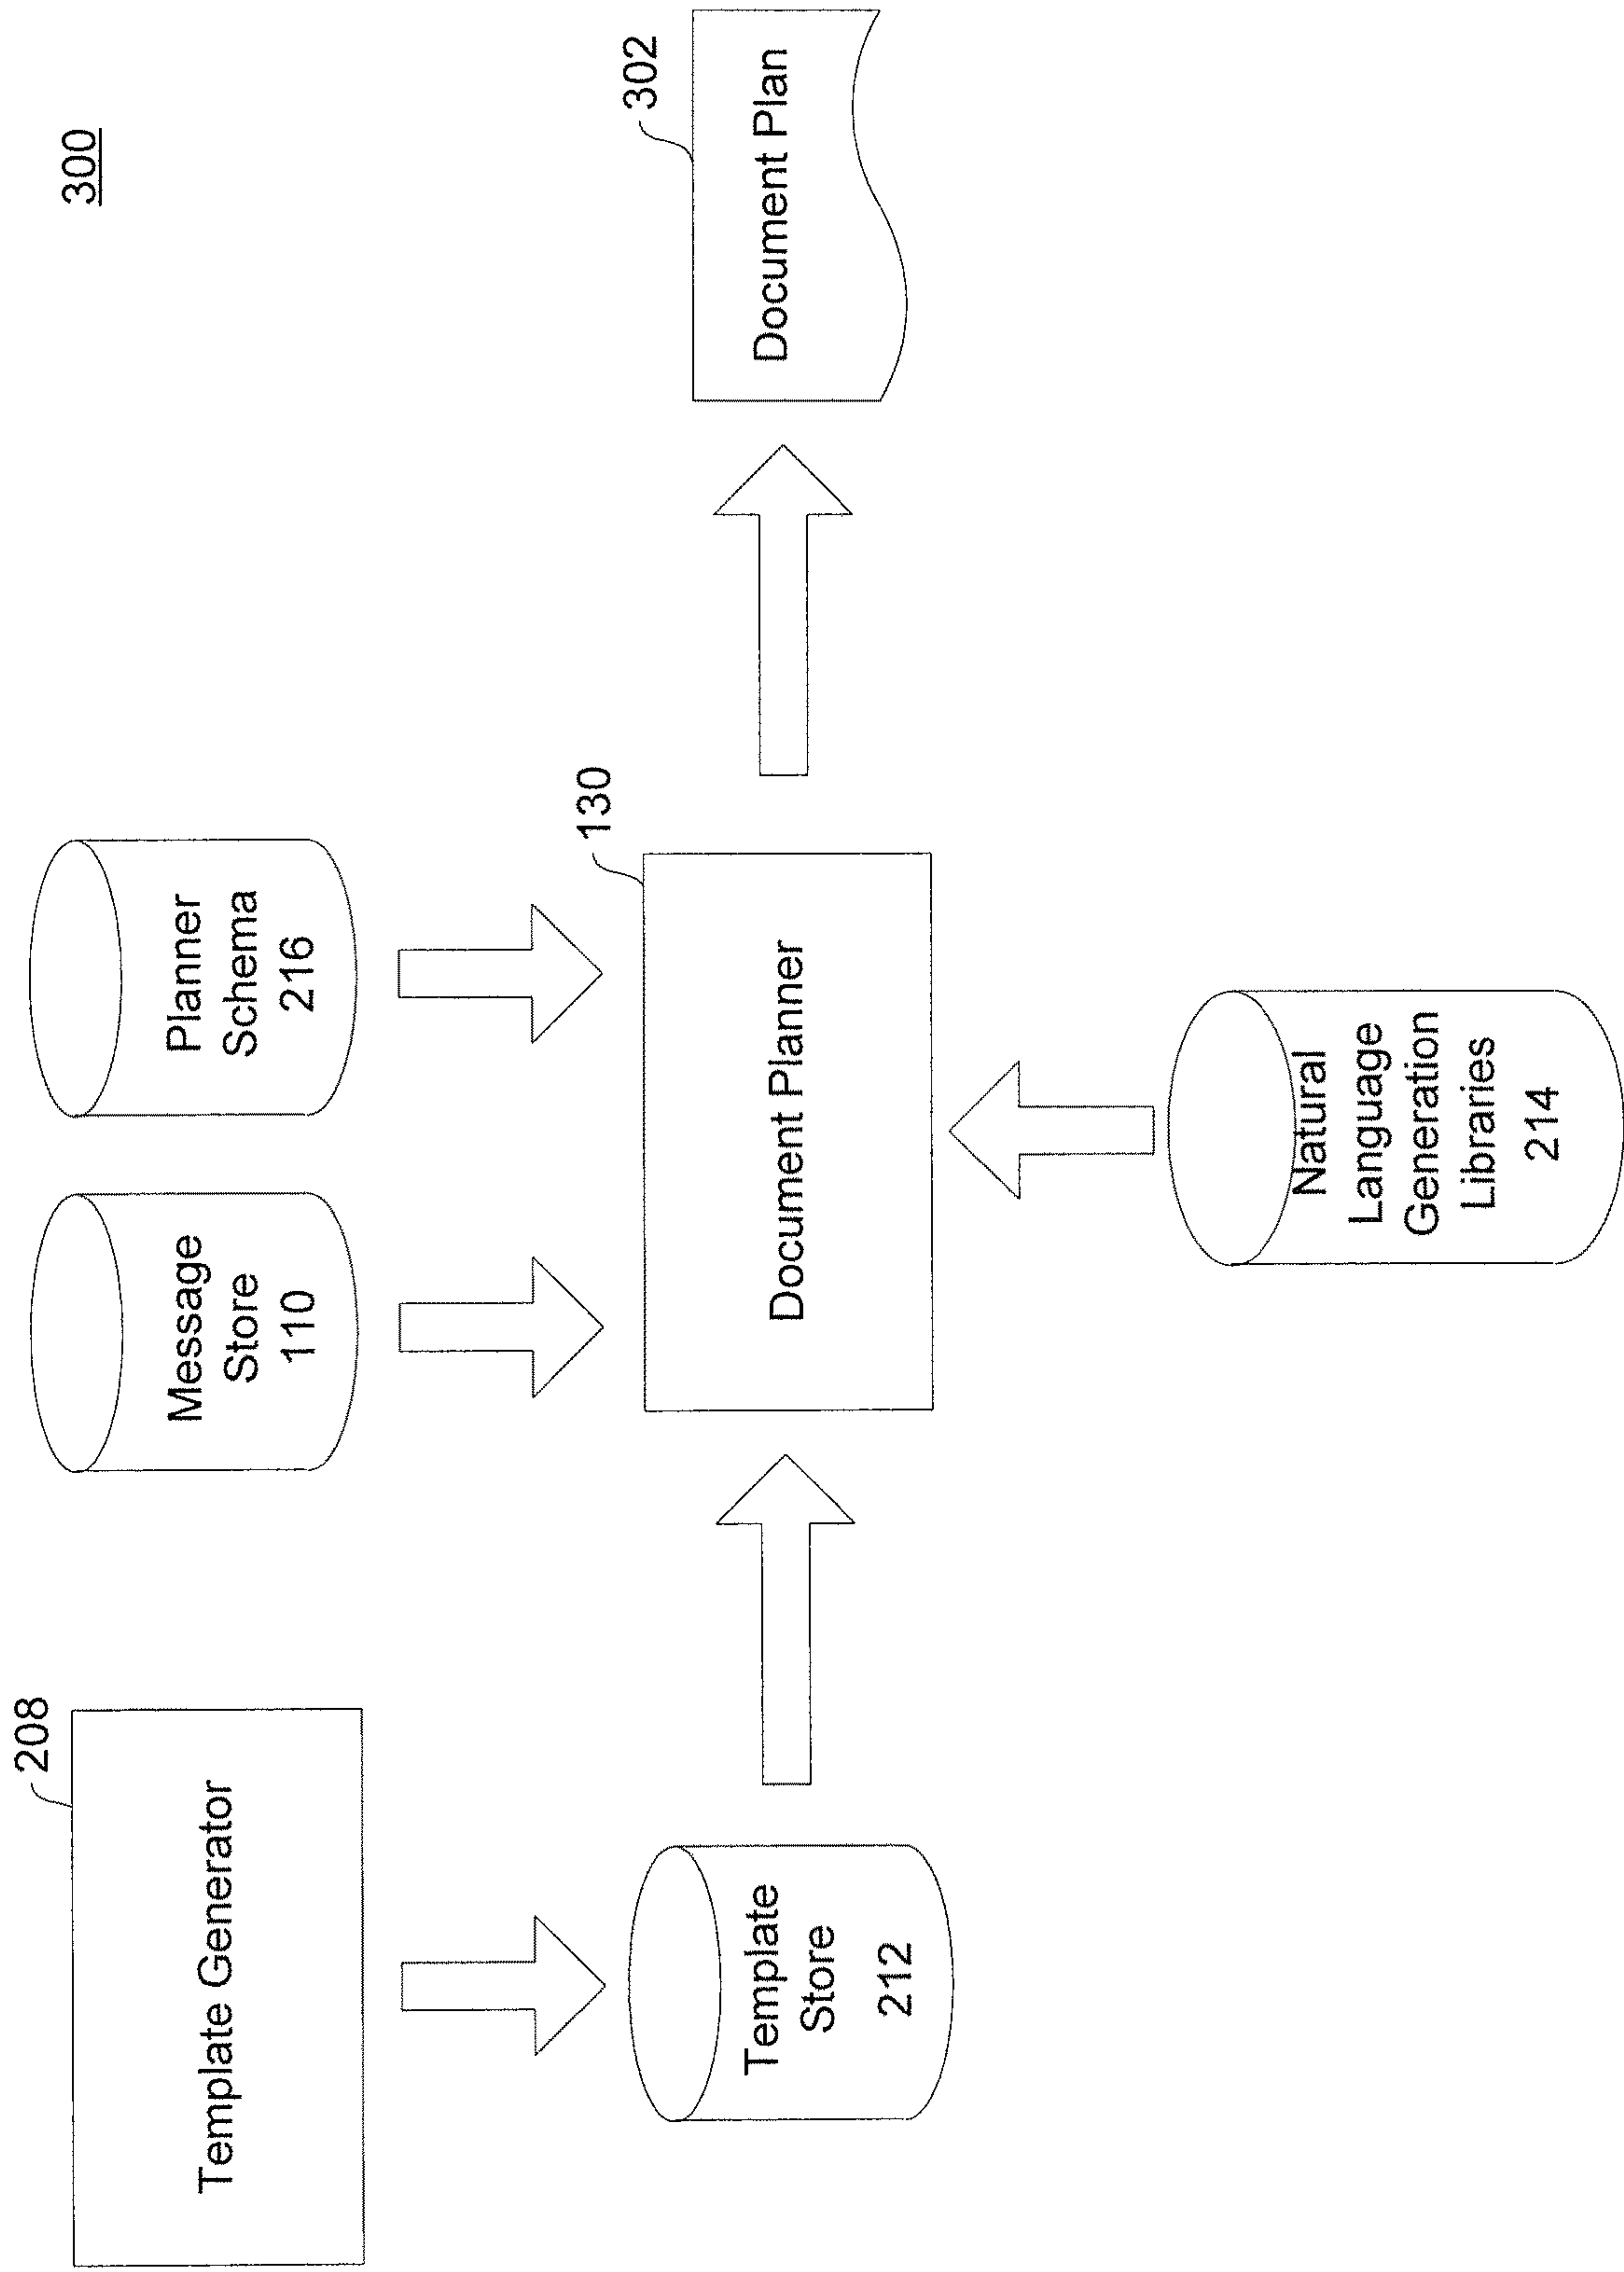 300
208
Template Generator
Message
Store
110
Planner
Schema
216
Template
Store
212
130
Document Planner
302
Document Plan
Natural
Language
Generation
Libraries
214